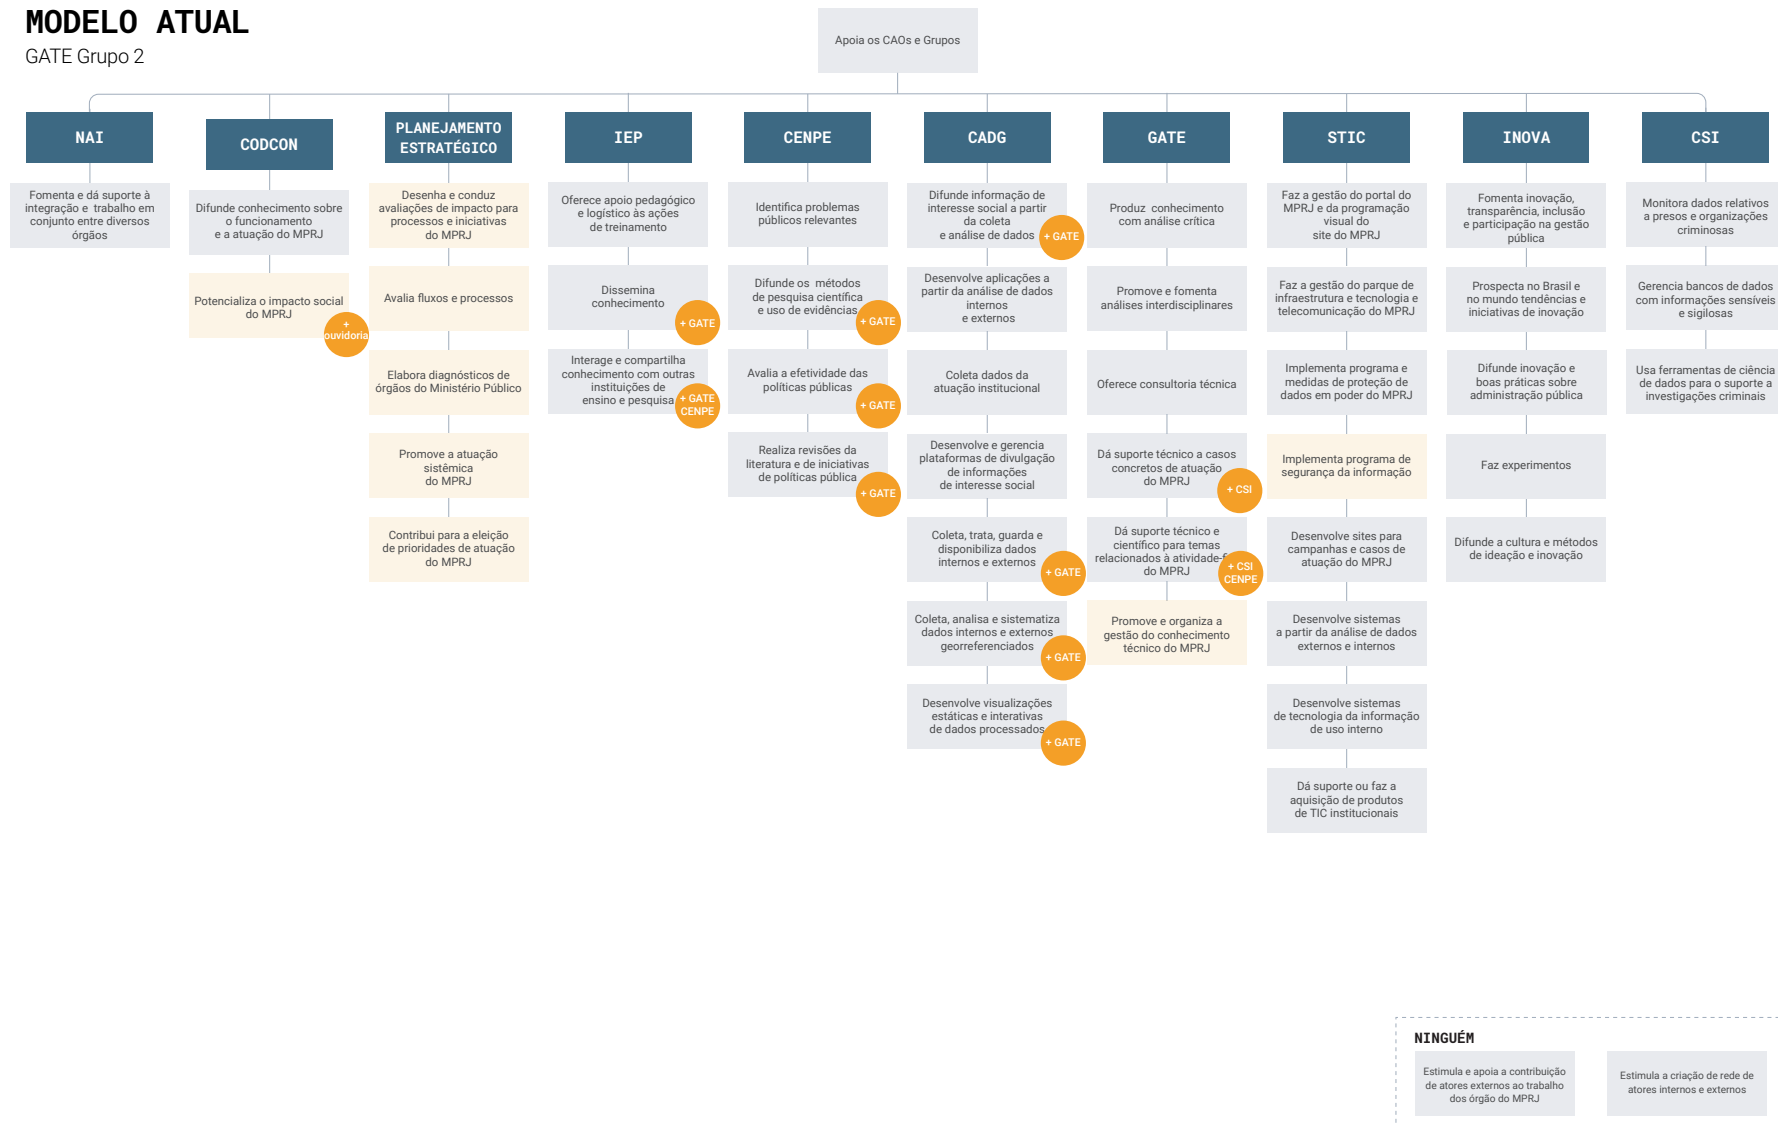 MODELO ATUAL
GATE Grupo 2
Apoia os CAOs e Grupos
NAI
Fomenta e dá suporte à
integração e trabalho em
conjunto entre diversos
órgãos
CODCON
Difunde conhecimento sobre
o funcionamento
e a atuação do MPRJ
Potencializa o impacto social
do MPRJ
+
ouvidoria
PLANEJAMENTO
ESTRATÉGICO
Desenha e conduz
avaliações de impacto para
processos e iniciativas
do MPRJ
Avalia fluxos e processos
Elabora diagnósticos de
órgãos do Ministério Público
Promove a atuação
sistêmica
do MPRJ
Contribui para a eleição
de prioridades de atuação
do MPRJ
IEP
Oferece apoio pedagógico
e logístico às ações
de treinamento
Dissemina
conhecimento
+ GATE
Interage e compartilha
conhecimento com outras
instituições de
ensino e pesquisa
+ GATE
CENPE
CENPE
Identifica problemas
públicos relevantes
Difunde os métodos
de pesquisa científica
e uso de evidências
+ GATE
Avalia a efetividade das
políticas públicas
+ GATE
Realiza revisões da
literatura e de iniciativas
de políticas pública
+ GATE
CADG
Difunde informação de
interesse social a partir
da coleta
e análise de dados
+ GATE
Desenvolve aplicações a
partir da análise de dados
internos
e externos
Coleta dados da
atuação institucional
Desenvolve e gerencia
plataformas de divulgação
de informações
de interesse social
Coleta, trata, guarda e
disponibiliza dados
internos e externos
+ GATE
Coleta, analisa e sistematiza
dados internos e externos
georreferenciados
+ GATE
Desenvolve visualizações
estáticas e interativas
de dados processados
+ GATE
GATE
Produz conhecimento
com análise crítica
Promove e fomenta
análises interdisciplinares
Oferece consultoria técnica
Dá suporte técnico a casos
concretos de atuação
do MPRJ
+ CSI
Dá suporte técnico e
científico para temas
relacionados à
do MPRJ
+ CSI
CENPE
Promove e organiza a
gestão do conhecimento
técnico do MPRJ
STIC
Faz a gestão do portal do
MPRJ e da programação
visual do
site do MPRJ
Faz a gestão do parque de
infraestrutura e tecnologia e
telecomunicação do MPRJ
Implementa programa e
medidas de proteção de
dados em poder do MPRJ
Implementa programa de
segurança da informação
Desenvolve sites para
campanhas e casos de
atuação do MPRJ
Desenvolve sistemas
a partir da análise de dados
externos e internos
Desenvolve sistemas
de tecnologia da informação
de uso interno
Dá suporte ou faz a
aquisição de produtos
de TIC institucionais
INOVA
Fomenta inovação,
transparência, inclusão
e participação na gestão
pública
Prospecta no Brasil e
no mundo tendências e
iniciativas de inovação
Difunde inovação e
boas práticas sobre
administração pública
Faz experimentos
Difunde a cultura e métodos
de ideação e inovação
CSI
Monitora dados relativos
a presos e organizações
criminosas
Gerencia bancos de dados
com informações sensíveis
e sigilosas
Usa ferramentas de ciência
de dados para o suporte a
investigações criminais
NINGUÉM
Estimula e apoia a contribuição
de atores externos ao trabalho
dos órgão do MPRJ
Estimula a criação de rede de
atores internos e externos